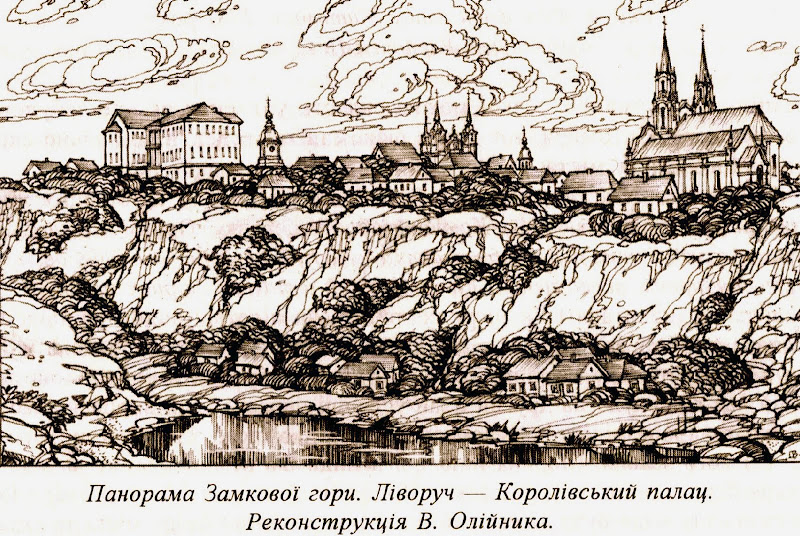 Панорама Замкової гори. Ліворуч — Королівський палац.
Реконструкція В. Олійника.